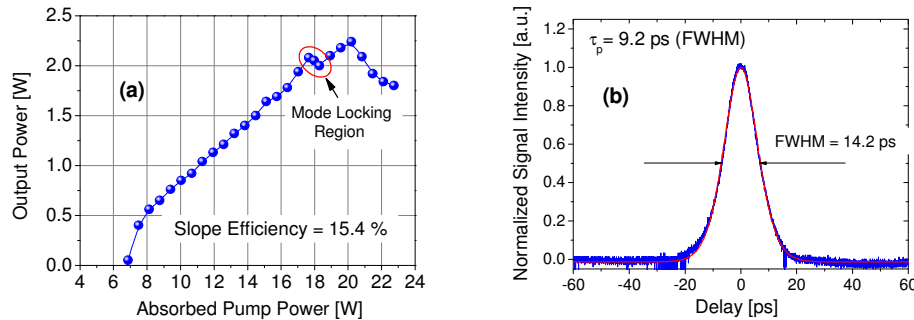 2.5
2.0
1.5
1.0
0.5
0.0
Output Power [W]
(a)
Mode Locking
Region
Slope Efficiency = 15.4 %
4 6 8 10 12 14 16 18 20 22 24
Absorbed Pump Power [W]
1.0
0.8
0.6
0.4
0.2
0.0
Normalized Signal Intensity [a.u.]
τp= 9.2 ps (FWHM)
(b)
FWHM = 14.2 ps
-60 -40 -20 0 20 40 60
Delay [ps]